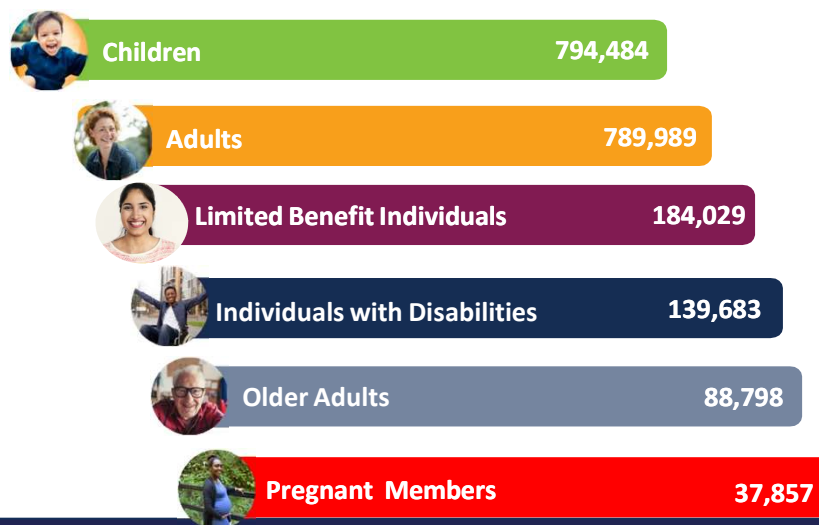 Children 794,484
Adults 789,989
Limited Benefit Individuals 184,029
Individuals with Disabilities 139,683
Older Adults 88,798
Pregnant Members 37,857